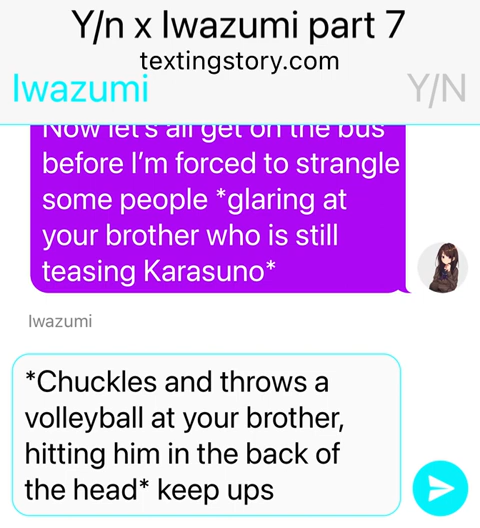 Y/n x Iwazumi part 7
textingstory.com
Iwazumi
Y/N
Now let's all get on the bus
before I'm forced to strangle
some people *glaring at
your brother who is still
teasing Karasuno*
Iwazumi
*Chuckles and throws a
volleyball at your brother,
hitting him in the back of
the head* keep ups